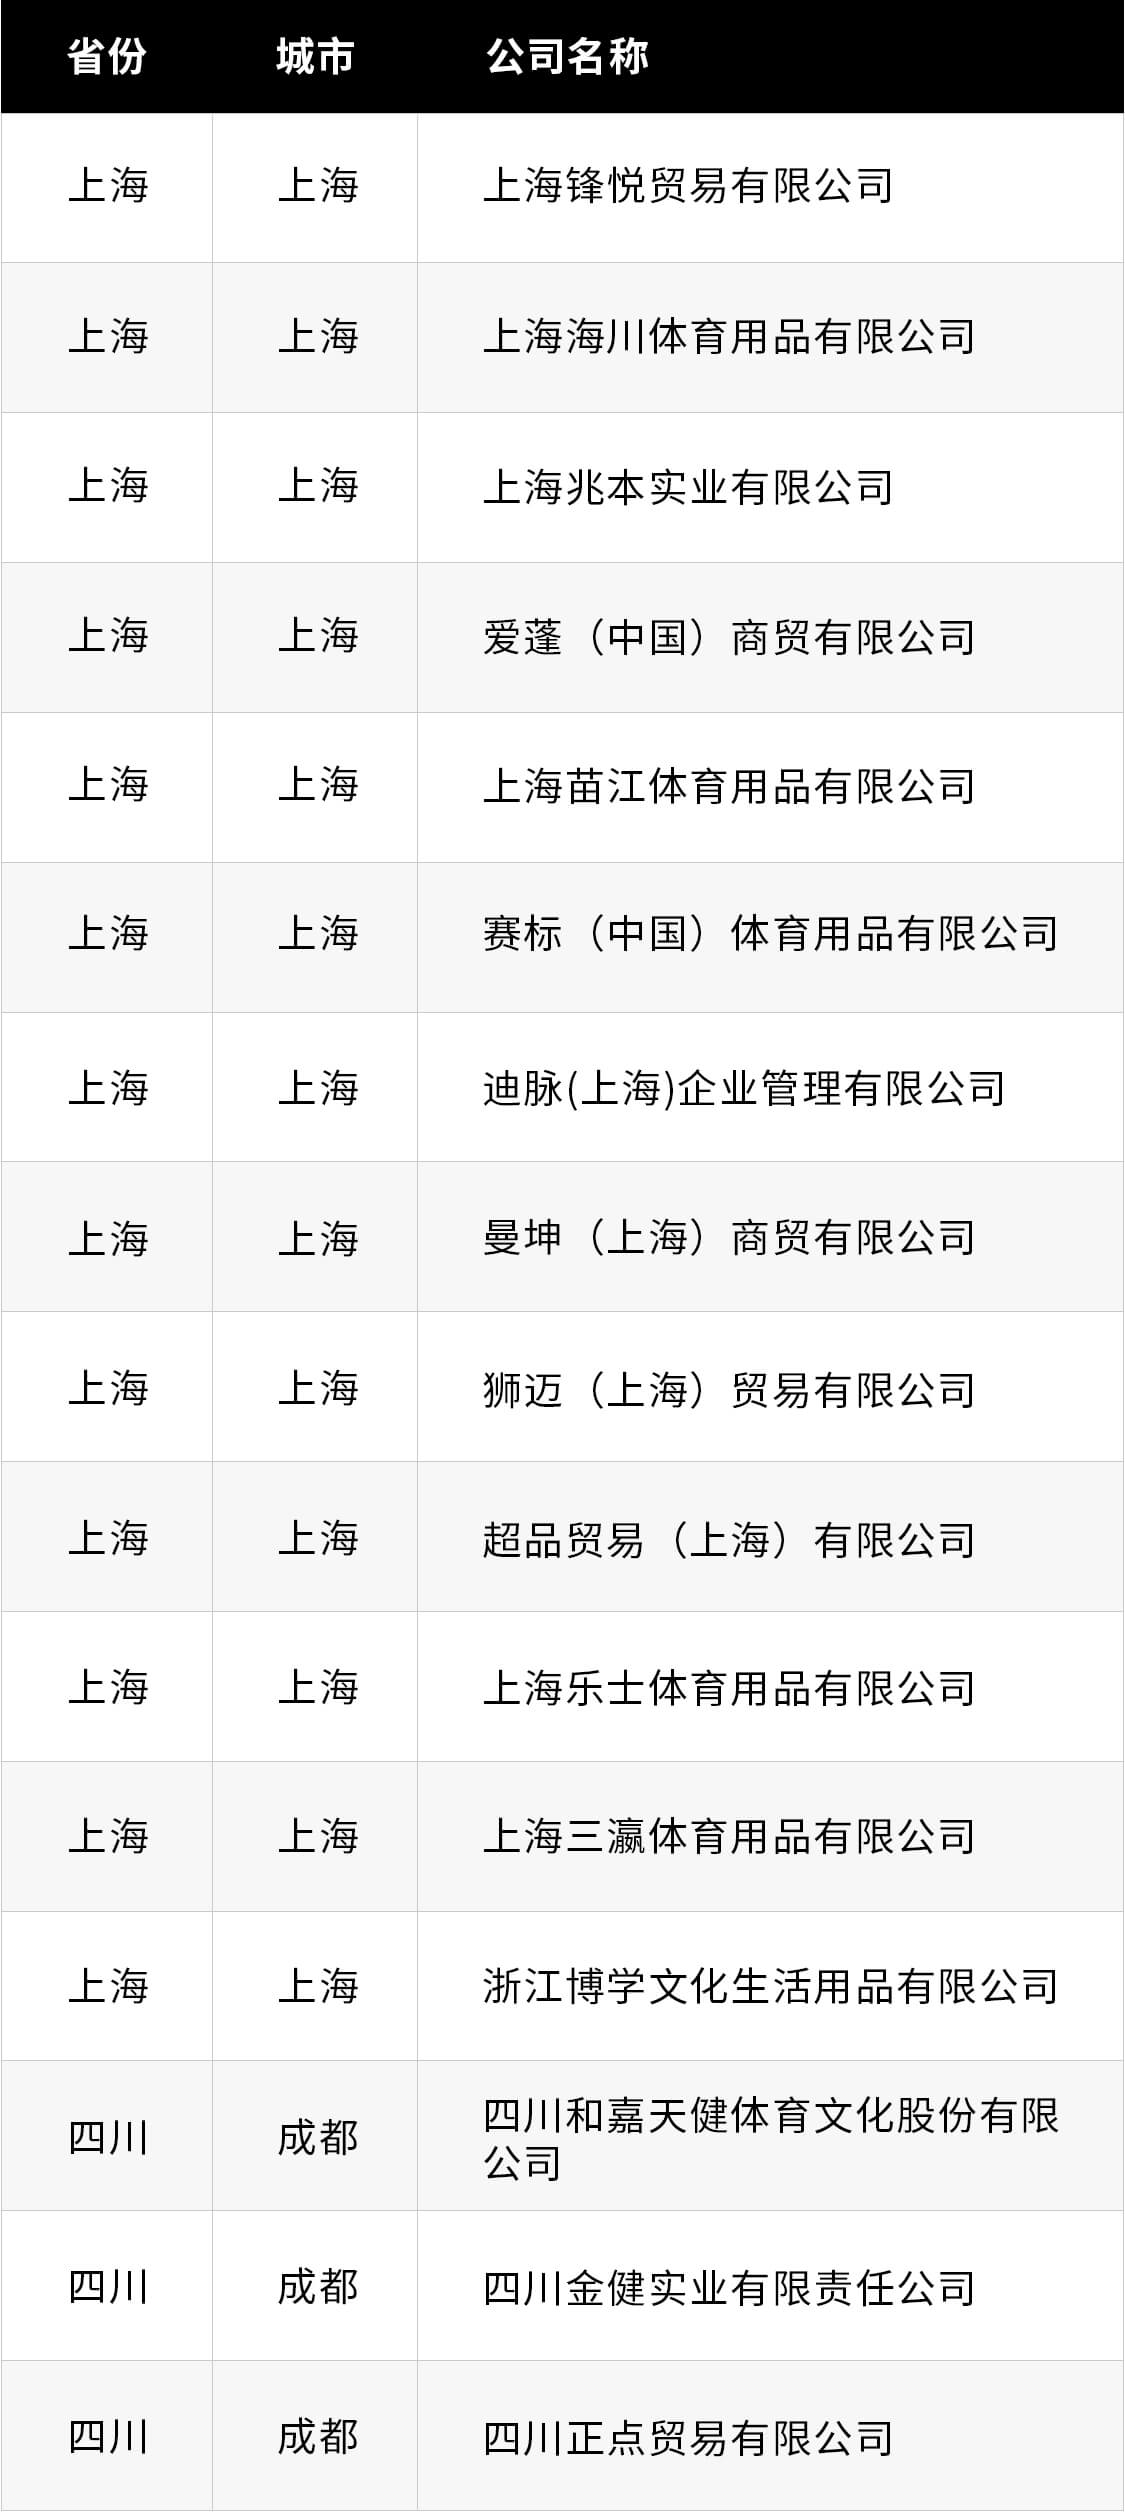 省份 城市 公司名称
上海 上海 上海锋悦贸易有限公司
上海 上海 上海海川体育用品有限公司
上海 上海 上海兆本实业有限公司
上海 上海 爱蓬（中国）商贸有限公司
上海 上海 上海苗江体育用品有限公司
上海 上海 赛标（中国）体育用品有限公司
上海 上海 迪脉(上海)企业管理有限公司
上海 上海 曼坤（上海）商贸有限公司
上海 上海 狮迈（上海）贸易有限公司
上海 上海 超品贸易（上海）有限公司
上海 上海 上海乐士体育用品有限公司
上海 上海 上海三瀛体育用品有限公司
上海 上海 浙江博学文化生活用品有限公司
四川 成都 四川和嘉天健体育文化股份有限
公司
四川 成都 四川金健实业有限责任公司
四川 成都 四川正点贸易有限公司